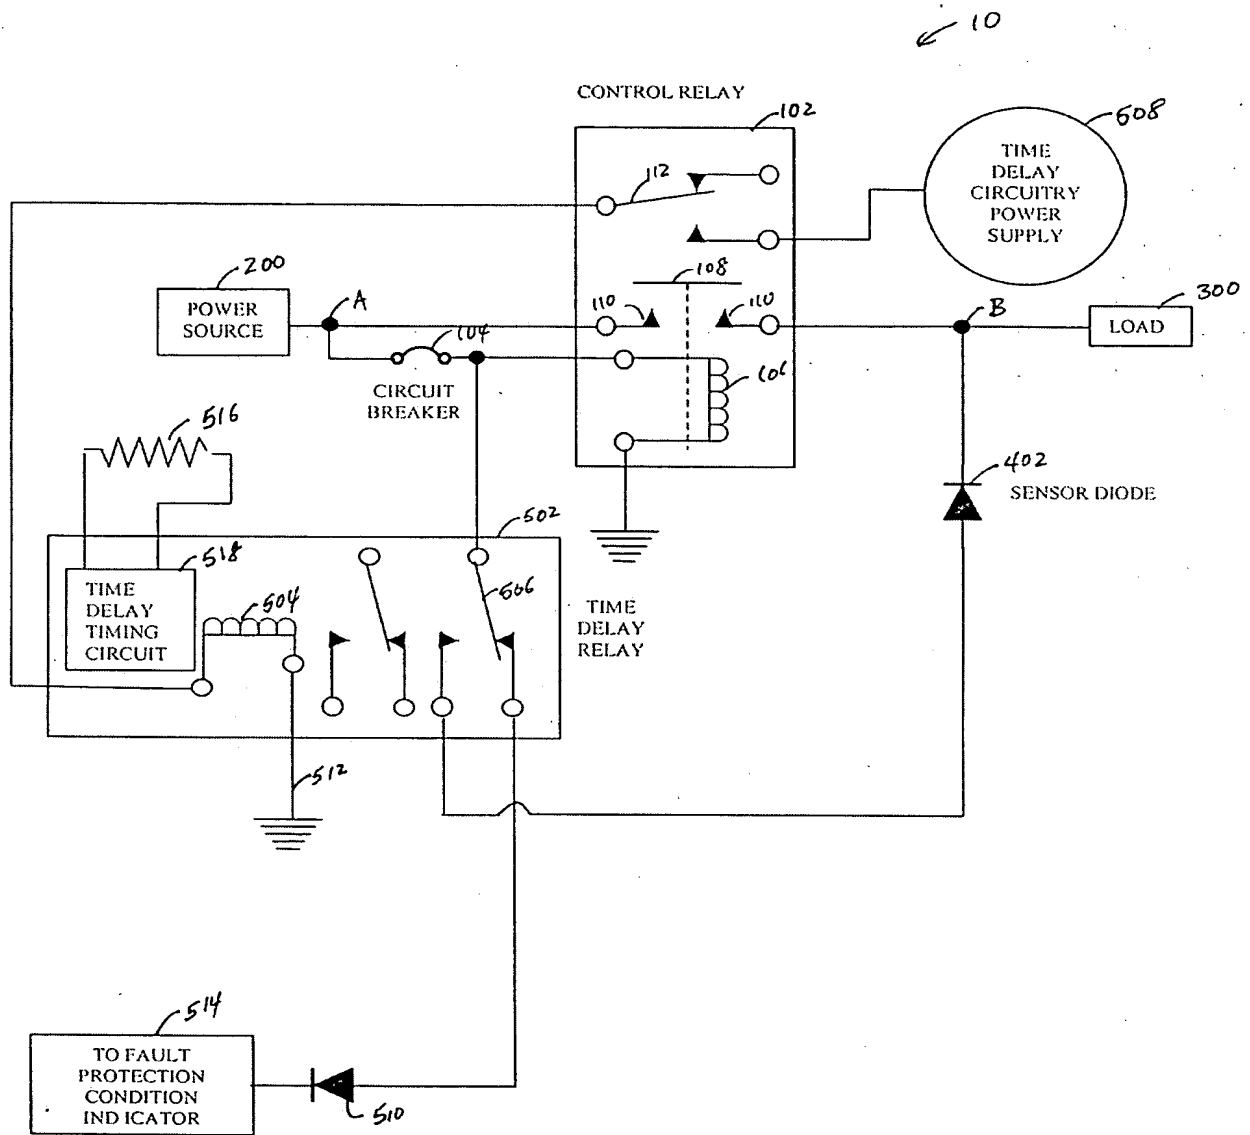 10
CONTROL RELAY
102
508
TIME
DELAY
CIRCUITRY
POWER
SUPPLY
112
200
A
108
110
110
B
300
POWER
SOURCE
LOAD
104
CIRCUIT
BREAKER
106
516
402
SENSOR DIODE
502
518
506
TIME
DELAY
TIMING
CIRCUIT
504
TIME
DELAY
RELAY
512
514
TO FAULT
PROTECTION
CONDITION
INDICATOR
510